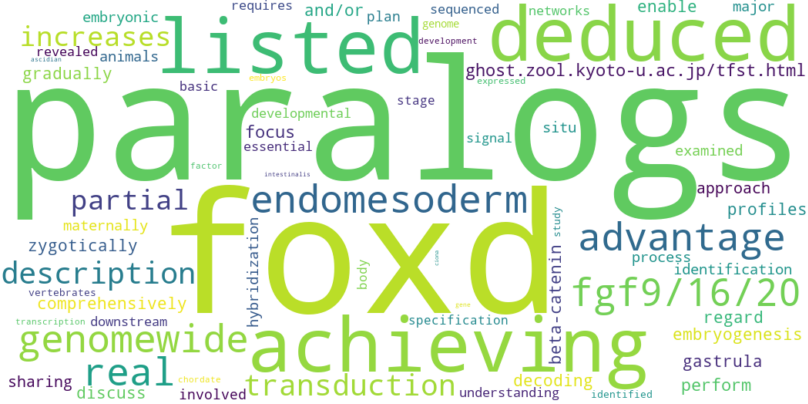 embryonic requires and/or plan sequenced networks enable major
increases listed genome deduced
revealed animals development
ascidian
gradually embryos ghost.zool.kyoto-u.ac.jp/tfst.html
basic stage expressed
paralogs
developmental
focus signal situ
essential examined
factor
intestinalis
partial foxd endomesoderm approach
maternally hybridization body study profiles
zygotically advantage
process
description ciona beta-catenin identification
vertebrates fgf9/16/20
comprehensively gene
transcription downstream specification regard
genomewide achieving embryogenesis
real gastrula
sharing chordate decoding
discuss involved transduction understanding identified perform